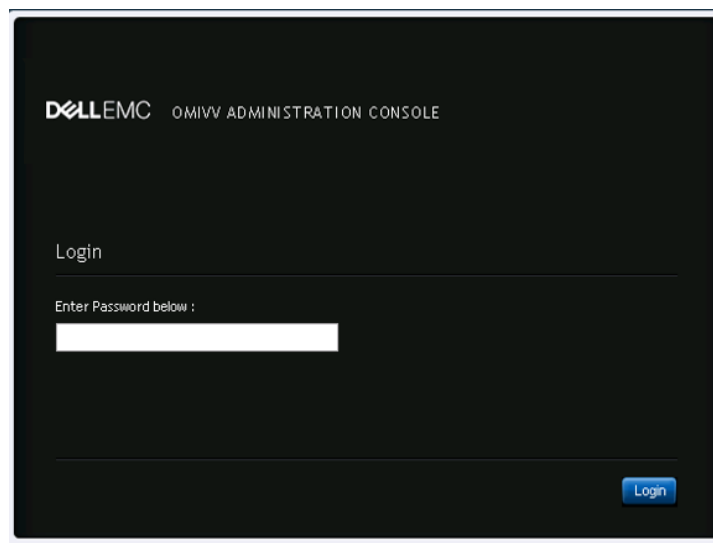 DELLEMC OMIVV ADMINISTRATION CONSOLE
Login
Enter Password below :
Login